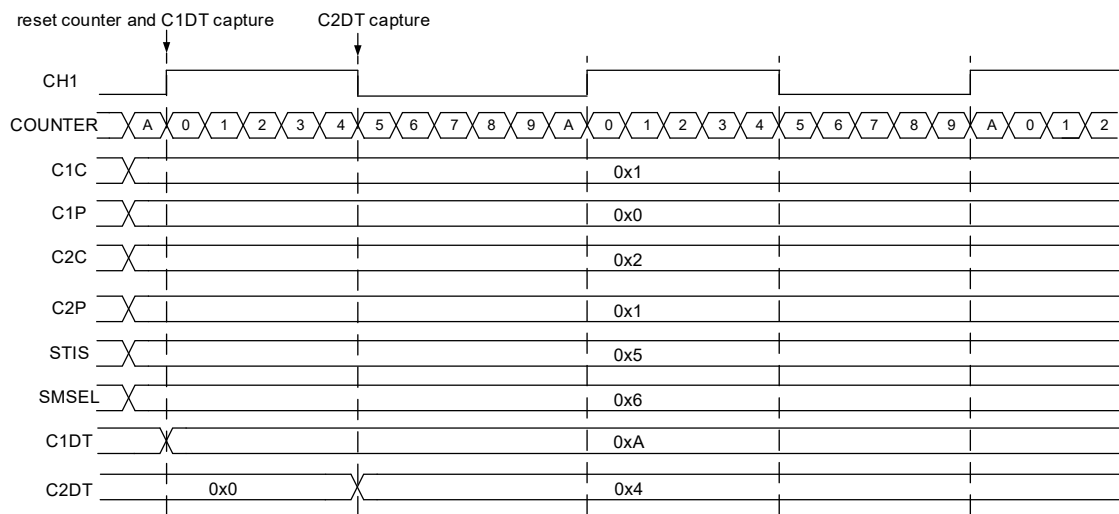 reset counter and C1DT capture C2DT capture
CH1
COUNTER A 0 1 2 3 4 5 6 7 8 9 A 0 1 2 3 4 5 6 7 8 9 A 0 1 2
C1C 0x1
C1P 0x0
C2C 0x2
C2P 0x1
STIS 0x5
SMSEL 0x6
C1DT 0xA
C2DT 0x0 0x4